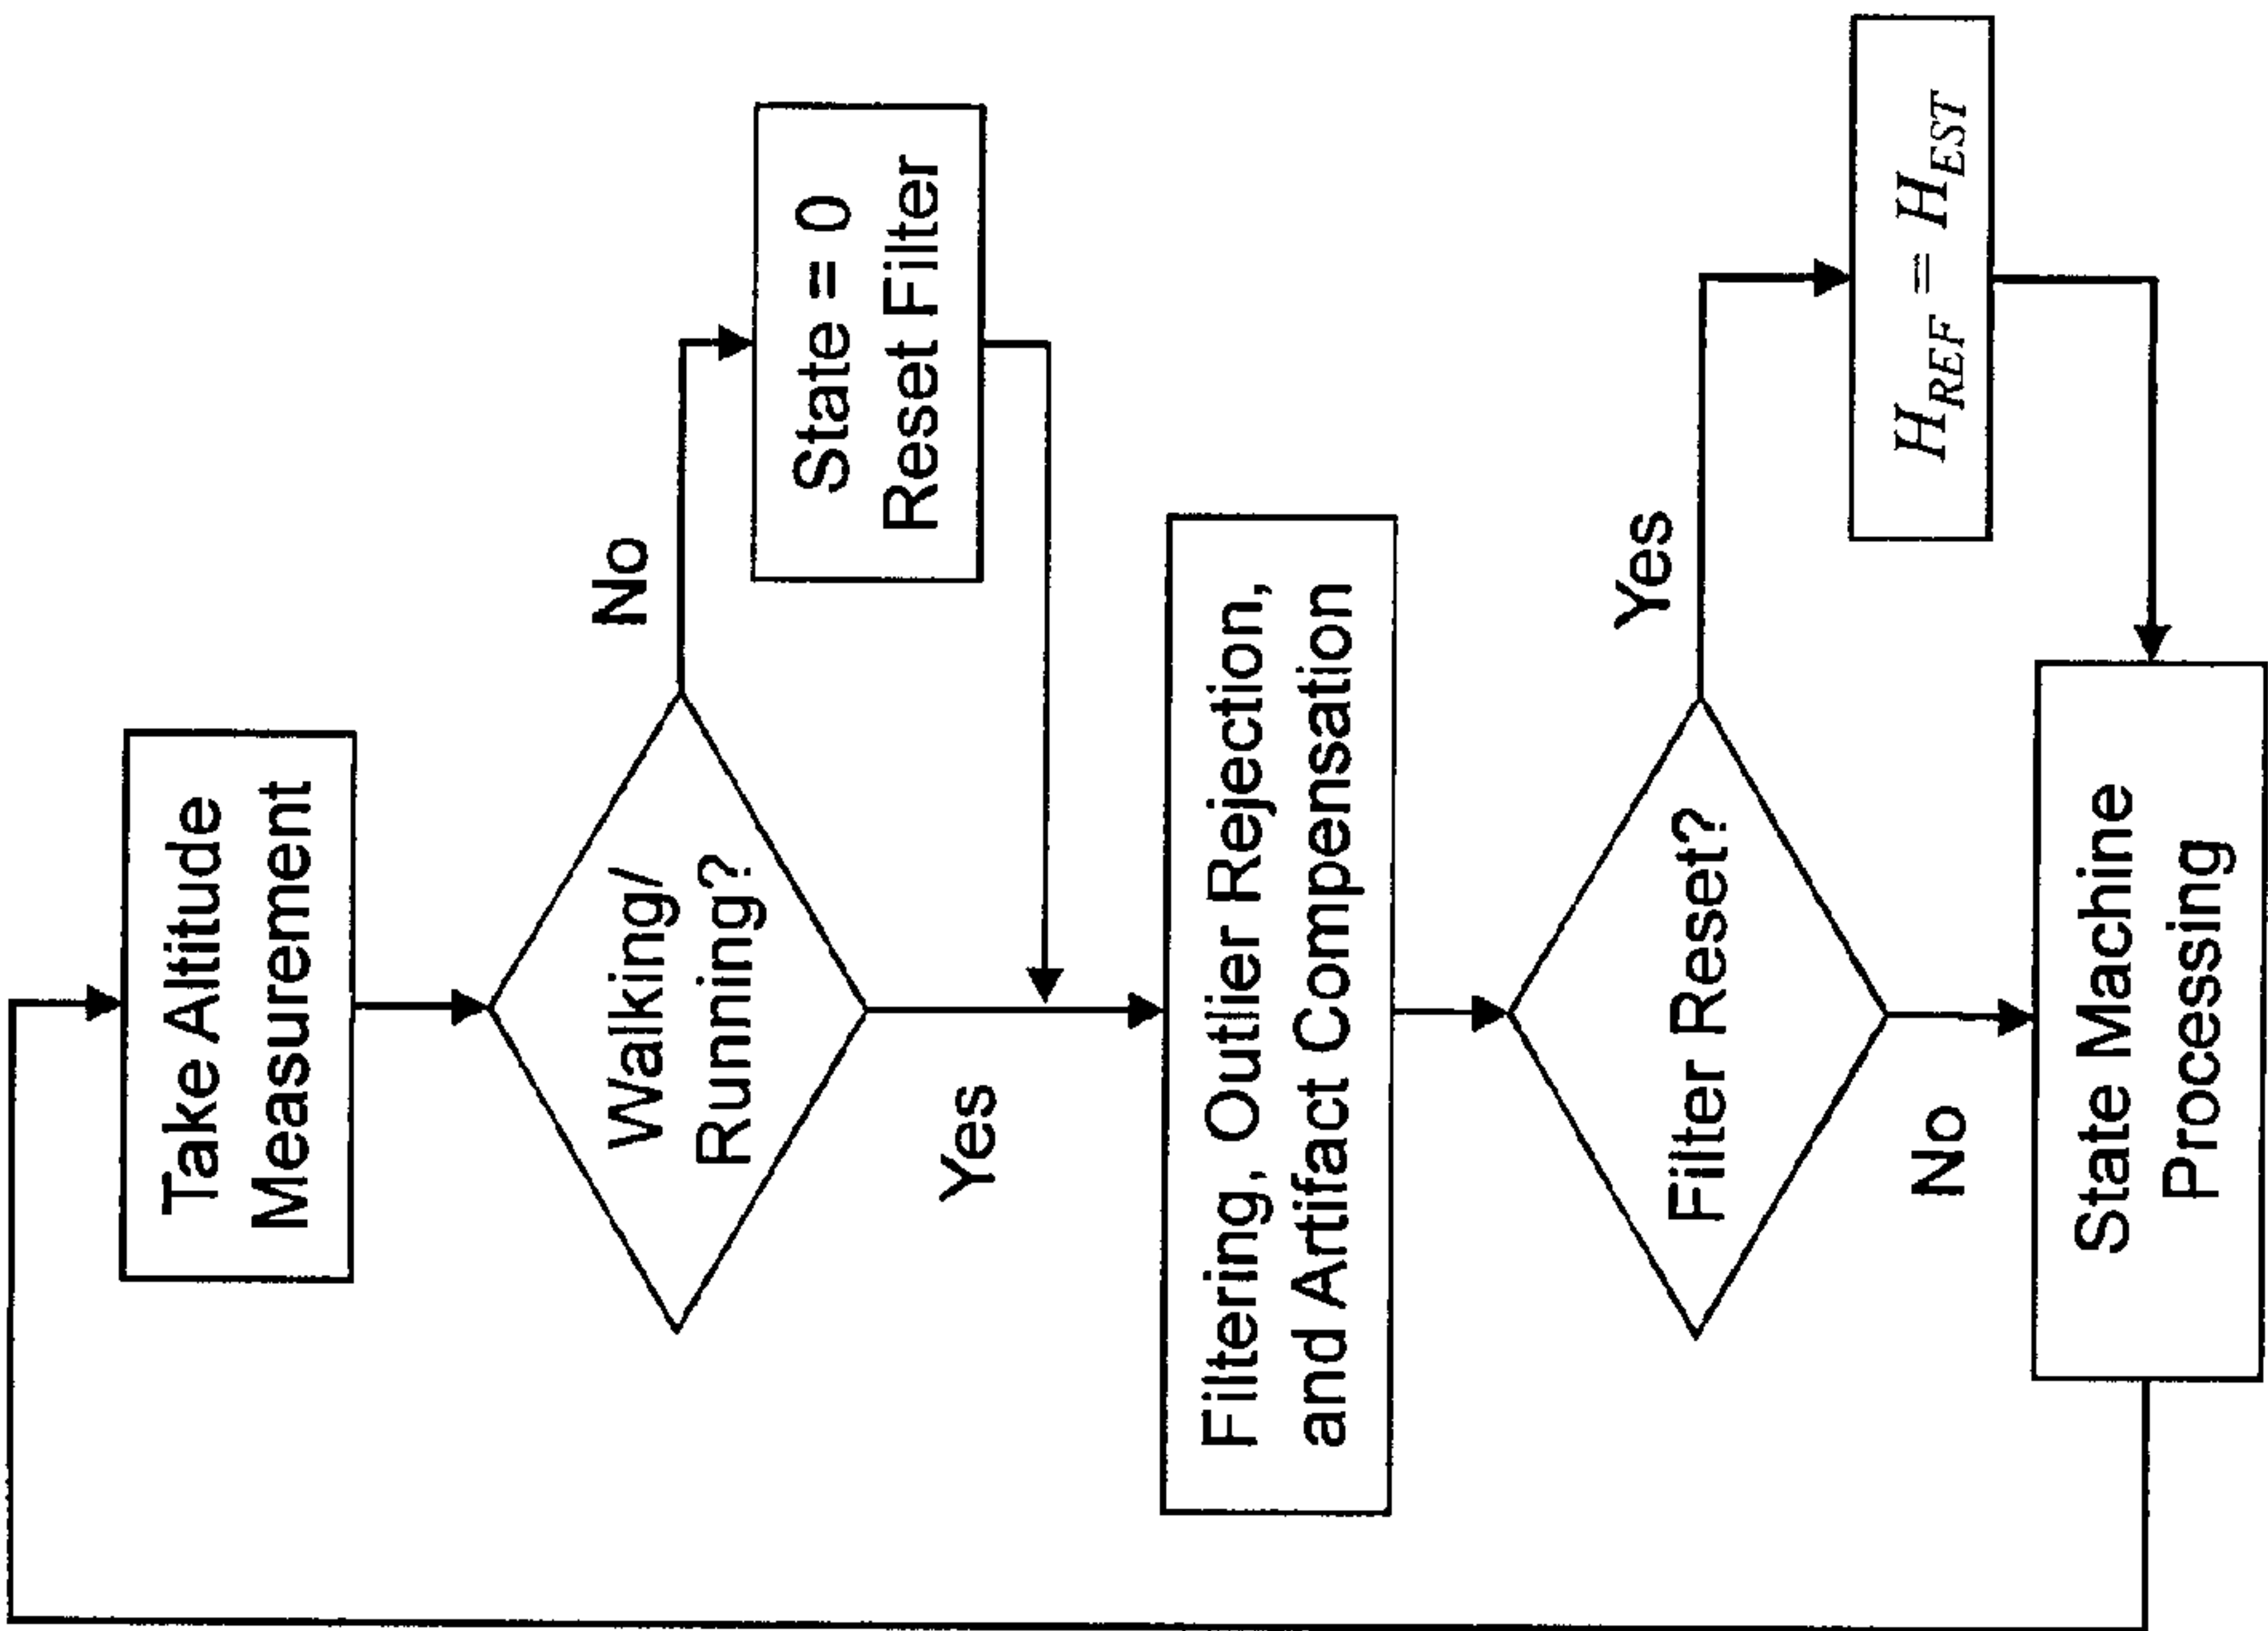 Take Altitude
Measurement
Walking/
Running?
No
State = 0
Reset Filter
Yes
Filtering, Outlier Rejection,
and Artifact Compensation
Filter Reset?
Yes
H_REF = H_EST
No
State Machine
Processing